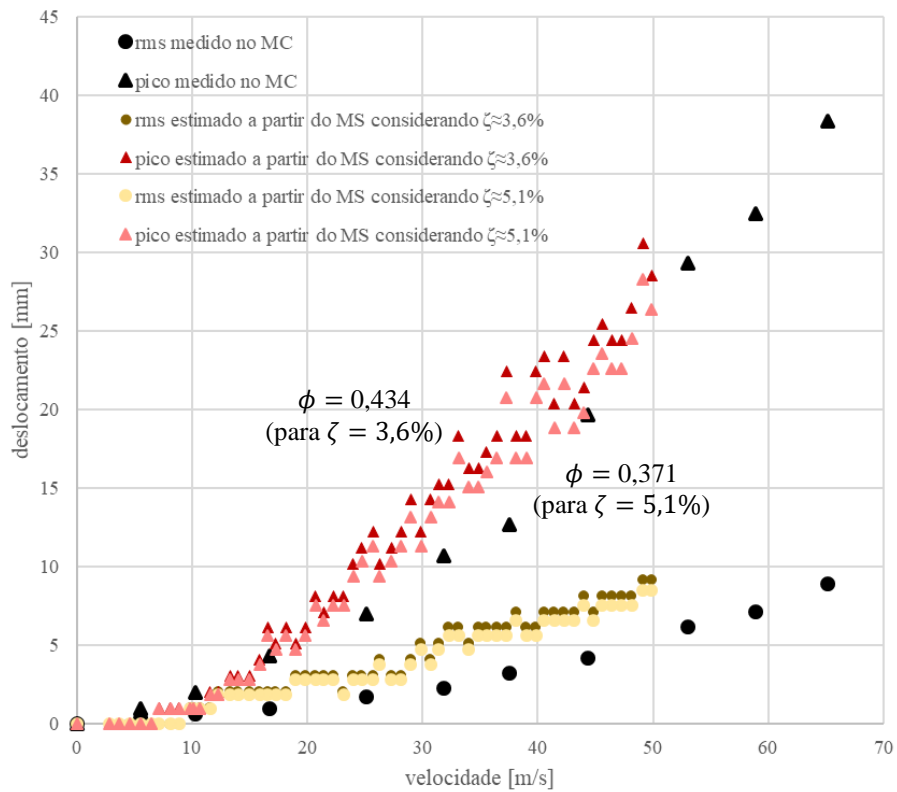 45
40
35
30
25
20
15
10
5
0
deslocamento [mm]
rms medido no MC
pico medido no MC
rms estimado a partir do MS considerando ζ≈3,6%
pico estimado a partir do MS considerando ζ≈3,6%
rms estimado a partir do MS considerando ζ≈5,1%
pico estimado a partir do MS considerando ζ≈5,1%
ϕ = 0,434
(para ζ = 3,6%)
ϕ = 0,371
(para ζ = 5,1%)
0 10 20 30 40 50 60 70
velocidade [m/s]